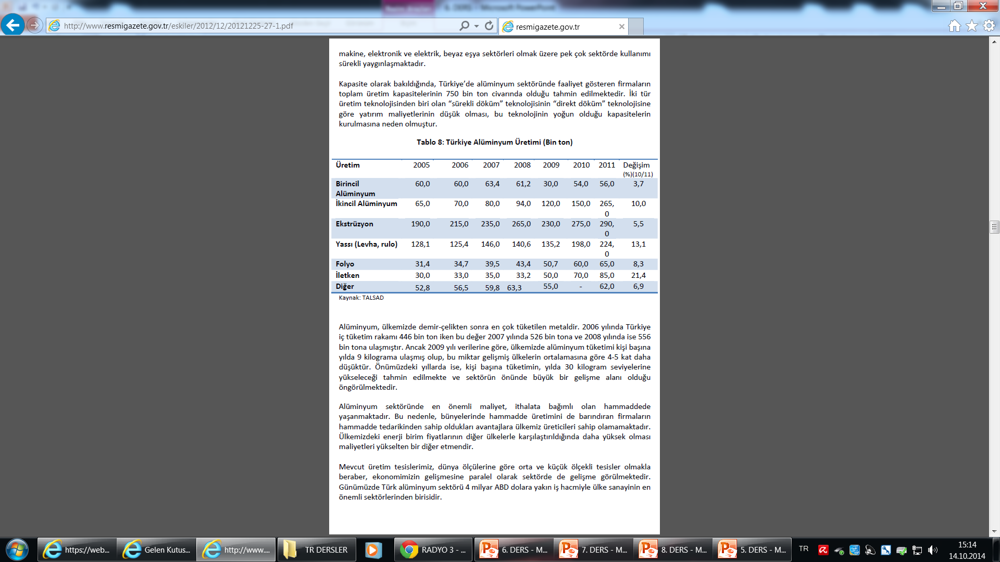 http://www.resmigazete.gov.tr/eskiler/2012/12/20121225-27-1.pdf
resmigazete.gov.tr
makine, elektronik ve elektrik, beyaz eşya sektörleri olmak üzere pek çok sektörde kullanımı
sürekli yaygınlaşmaktadır.
Kapasite olarak bakıldığında, Türkiye’de alüminyum sektöründe faaliyet gösteren firmaların
toplam üretim kapasitelerinin 750 bin ton civarında olduğu tahmin edilmektedir. İki tür
üretim teknolojisinden biri olan “sürekli döküm” teknolojisinin “direkt döküm” teknolojisine
göre yatırım maliyetlerinin düşük olması, bu teknolojinin yoğun olduğu kapasitelerin
kurulmasına neden olmuştur.
Tablo 8: Türkiye Alüminyum Üretimi (Bin ton)
Üretim 2005 2006 2007 2008 2009 2010 2011 Değişim
(%)(10/11)
Birincil 60,0 60,0 63,4 61,2 30,0 54,0 56,0 3,7
Alüminyum
İkincil Alüminyum 65,0 70,0 80,0 94,0 120,0 150,0 265, 10,0
0
Ekstrüzyon 190,0 215,0 235,0 265,0 230,0 275,0 290, 5,5
0
Yassı (Levha, rulo) 128,1 125,4 146,0 140,6 135,2 198,0 224, 13,1
0
Folyo 31,4 34,7 39,5 43,4 50,7 60,0 65,0 8,3
İletken 30,0 33,0 35,0 33,2 50,0 70,0 85,0 21,4
Diğer 52,8 56,5 59,8 63,3 55,0 - 62,0 6,9
Kaynak: TALSAD
Alüminyum, ülkemizde demir-çelikten sonra en çok tüketilen metaldir. 2006 yılında Türkiye
iç tüketim rakamı 446 bin ton iken bu değer 2007 yılında 526 bin tona ve 2008 yılında ise 556
bin tona ulaşmıştır. Ancak 2009 yılı verilerine göre, ülkemizde alüminyum tüketimi kişi başına
yılda 9 kilograma ulaşmış olup, bu miktar gelişmiş ülkelerin ortalamasına göre 4-5 kat daha
düşüktür. Önümüzdeki yıllarda ise, kişi başına tüketimin, yılda 30 kilogram seviyelerine
yükseleceği tahmin edilmekte ve sektörün önünde büyük bir gelişme alanı olduğu
öngörülmektedir.
Alüminyum sektöründe en önemli maliyet, ithalata bağımlı olan hammaddede
yaşanmaktadır. Bu nedenle, bünyelerinde hammadde üretimini de barındıran firmaların
hammadde tedarikinden sahip oldukları avantajlara ülkemiz üreticileri sahip olamamaktadır.
Ülkemizdeki enerji birim fiyatlarının diğer ülkelerle karşılaştırıldığında daha yüksek olması
maliyetleri yükselten bir diğer etmendir.
Mevcut üretim tesislerimiz, dünya ölçülerine göre orta ve küçük ölçekli tesisler olmakla
beraber, ekonomimizin gelişmesine paralel olarak sektörde de gelişme görülmektedir.
Günümüzde Türk alüminyum sektörü 4 milyar ABD dolara yakın iş hacmiyle ülke sanayinin en
önemli sektörlerinden birisidir.
https://web... Gelen Kutus... http://www.... TR DERSLER RADYO 3 - ... 6. DERS - M... 7. DERS - M... 8. DERS - M... 5. DERS - M... TR 15:14
14.10.2014